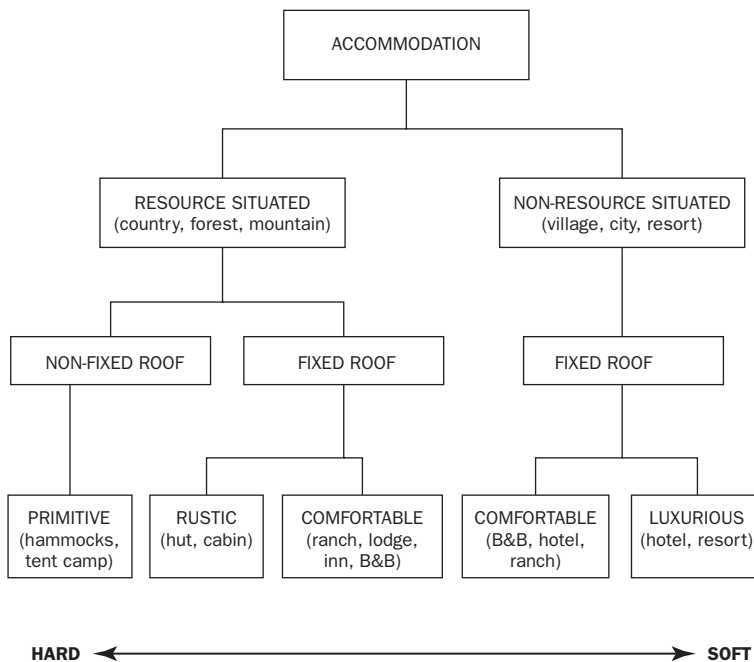 ACCOMMODATION
RESOURCE SITUATED
(country, forest, mountain)
NON-RESOURCE SITUATED
(village, city, resort)
NON-FIXED ROOF
FIXED ROOF
FIXED ROOF
PRIMITIVE
(hammocks,
tent camp)
RUSTIC
(hut, cabin)
COMFORTABLE
(ranch, lodge,
inn, B&B)
COMFORTABLE
(B&B, hotel,
ranch)
LUXURIOUS
(hotel, resort)
HARD
SOFT